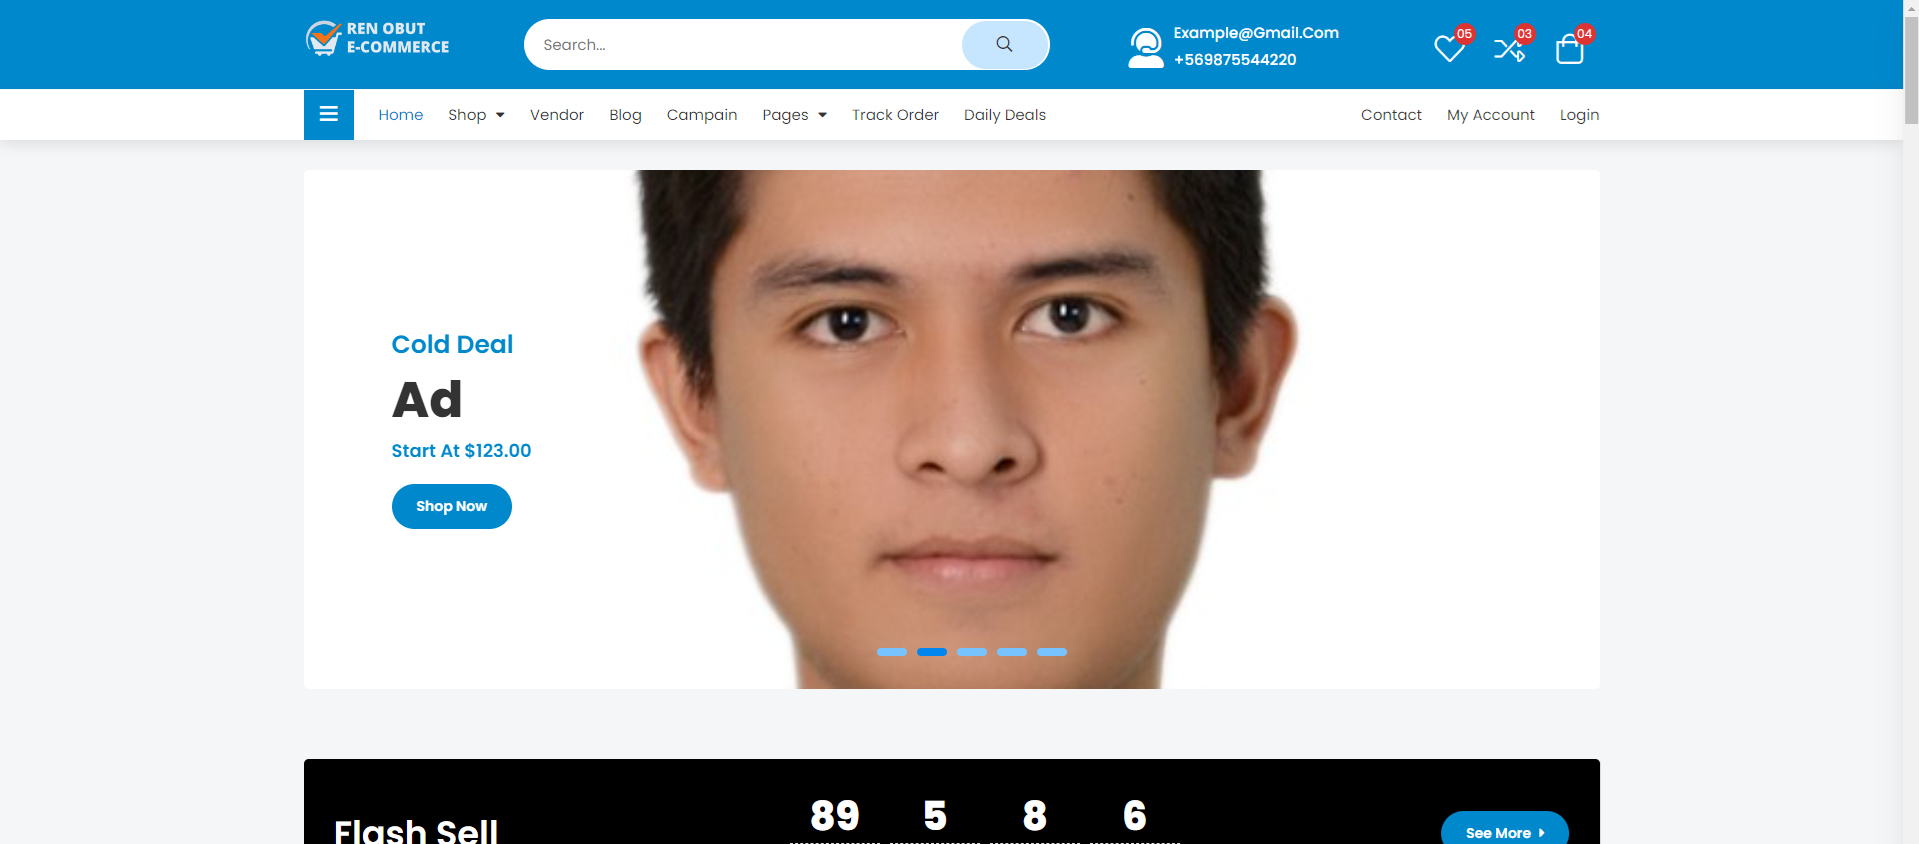 REN OBUT
E-COMMERCE
Search...
Example@Gmail.Com
+569875544220
05
03
04
Home
Shop
Vendor
Blog
Campain
Pages
Track Order
Daily Deals
Contact
My Account
Login
Cold Deal
Ad
Start At $123.00
Shop Now
Flash Sell
89
5
8
6
See More